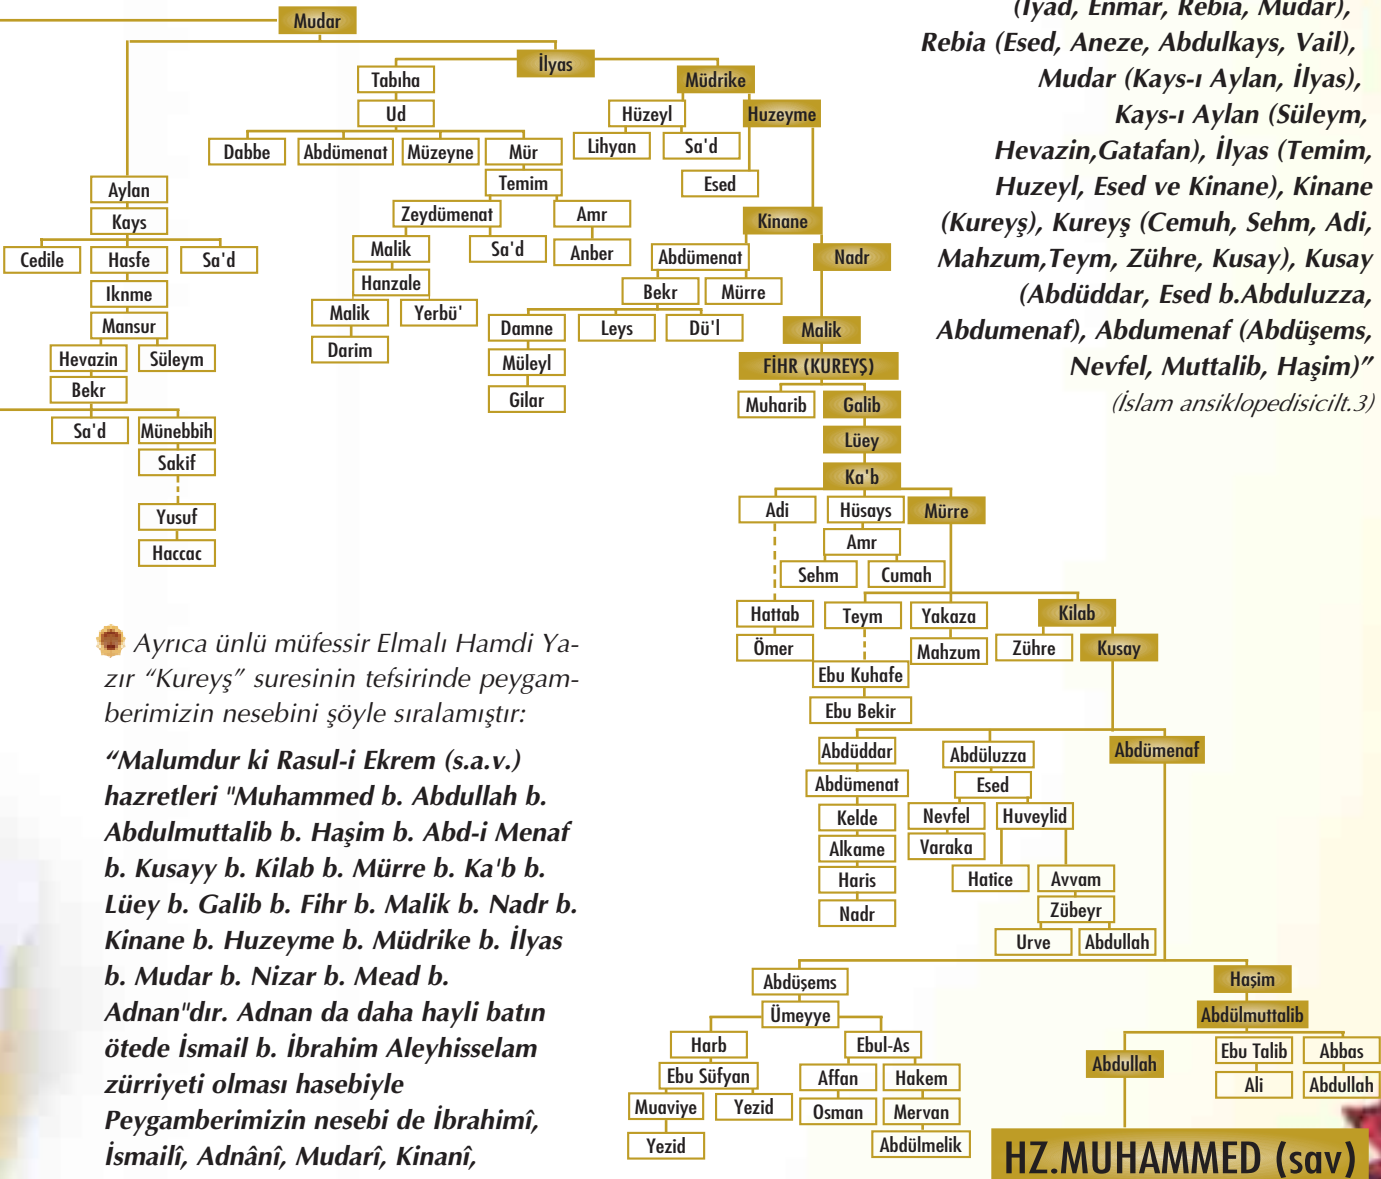 (İyad, Enmar, Rebia, Mudar),
Rebia (Esed, Aneze, Abdulkays, Vail),
Mudar (Kays-ı Aylan, İlyas),
Kays-ı Aylan (Süleym,
Hevazin,Gatafan), İlyas (Temim,
Huzeyl, Esed ve Kinane), Kinane
(Kureyş), Kureyş (Cemuh, Sehm, Adi,
Mahzum,Teym, Zühre, Kusay), Kusay
(Abdüddar, Esed b.Abduluzza,
Abdumenaf), Abdumenaf (Abdüşems,
Nevfel, Muttalib, Haşim)”
(İslam ansiklopedisicilt.3)
Mudar
İlyas
Tabıha
Müdrike
Ud
Hüzeyl
Huzeyme
Dabbe
Abdümenat
Müzeyne
Mür
Lihyan
Sa'd
Temim
Esed
Aylan
Kays
Zeydümenat
Amr
Kinane
Cedile
Hasfe
Sa'd
Malik
Sa'd
Anber
Abdümenat
Nadr
Iknme
Hanzale
Bekr
Mürre
Mansur
Malik
Yerbü'
Damne
Leys
Dü'l
Malik
Hevazin
Süleym
Darim
Müleyl
FİHR (KUREYŞ)
Bekr
Gilar
Muharib
Galib
Sa'd
Münebbih
Lüey
Sakif
Ka'b
Yusuf
Adi
Hüsays
Mürre
Haccac
Amr
Sehm
Cumah
Hattab
Teym
Yakaza
Kilab
Ömer
Mahzum
Zühre
Kusay
Ebu Kuhafe
Ebu Bekir
Abdüddar
Abdüluzza
Abdümenaf
Abdümenat
Esed
Kelde
Nevfel
Huveylid
Alkame
Varaka
Haris
Hatice
Avvam
Nadr
Zübeyr
Urve
Abdullah
Abdüşems
Haşim
Ümeyye
Abdülmuttalib
Harb
Ebul-As
Abdullah
Ebu Talib
Abbas
Ebu Süfyan
Affan
Hakem
Ali
Abdullah
Muaviye
Yezid
Osman
Mervan
Yezid
Abdülmelik
HZ.MUHAMMED (sav)
Ayrıca ünlü müfessir Elmalı Hamdi Ya-
zır “Kureyş” suresinin tefsirinde peygam-
berimizin nesebini şöyle sıralamıştır:
“Malumdur ki Rasul-i Ekrem (s.a.v.)
hazretleri "Muhammed b. Abdullah b.
Abdulmuttalib b. Haşim b. Abd-i Menaf
b. Kusayy b. Kilab b. Mürre b. Ka'b b.
Lüey b. Galib b. Fihr b. Malik b. Nadr b.
Kinane b. Huzeyme b. Müdrike b. İlyas
b. Mudar b. Nizar b. Mead b.
Adnan"dır. Adnan da daha hayli batın
ötede İsmail b. İbrahim Aleyhisselam
zürriyeti olması hasebiyle
Peygamberimizin nesebi de İbrahimî,
İsmailî, Adnânî, Mudarî, Kinanî,